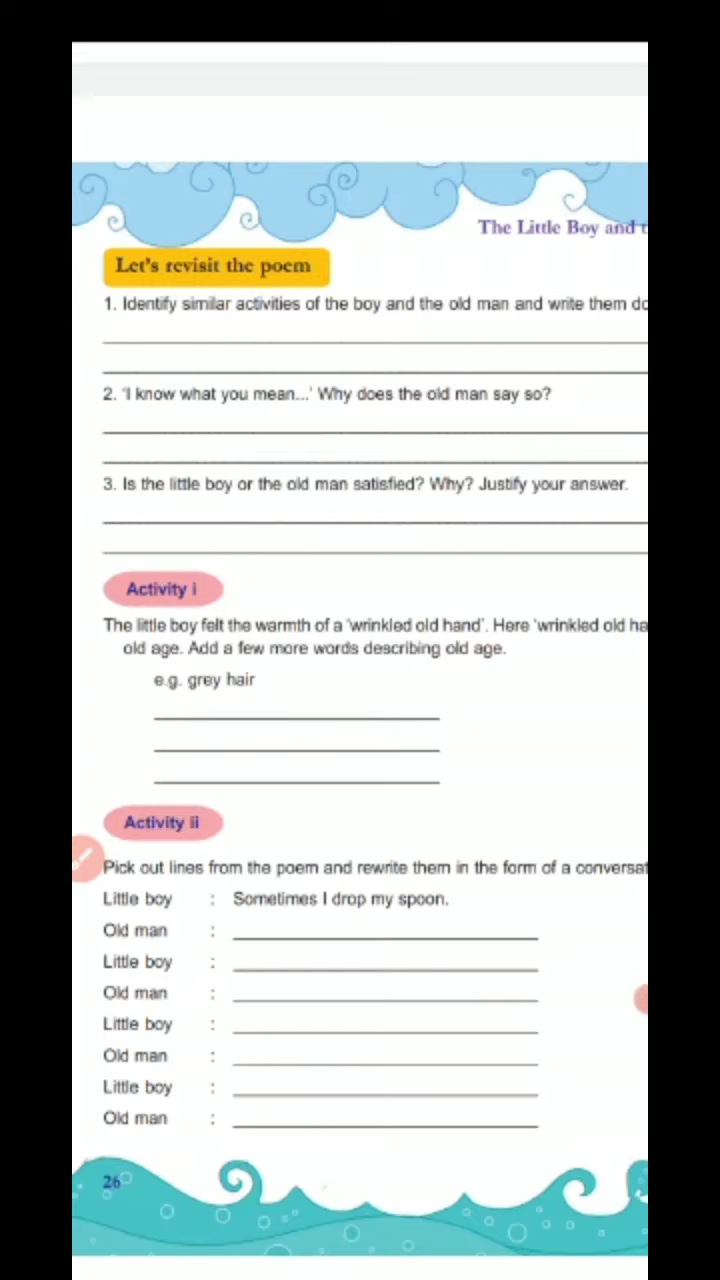 The Little Boy and t
Let's revisit the poem
1. Identify similar activities of the boy and the old man and write them do
2. 'I know what you mean...' Why does the old man say so?
3. Is the little boy or the old man satisfied? Why? Justify your answer.
Activity i
The little boy felt the warmth of a 'wrinkled old hand'. Here 'wrinkled old ha
old age. Add a few more words describing old age.
e.g. grey hair
Activity ii
Pick out lines from the poem and rewrite them in the form of a conversat
Little boy : Sometimes I drop my spoon.
Old man :
Little boy :
Old man :
Little boy :
Old man :
Little boy :
Old man :
26